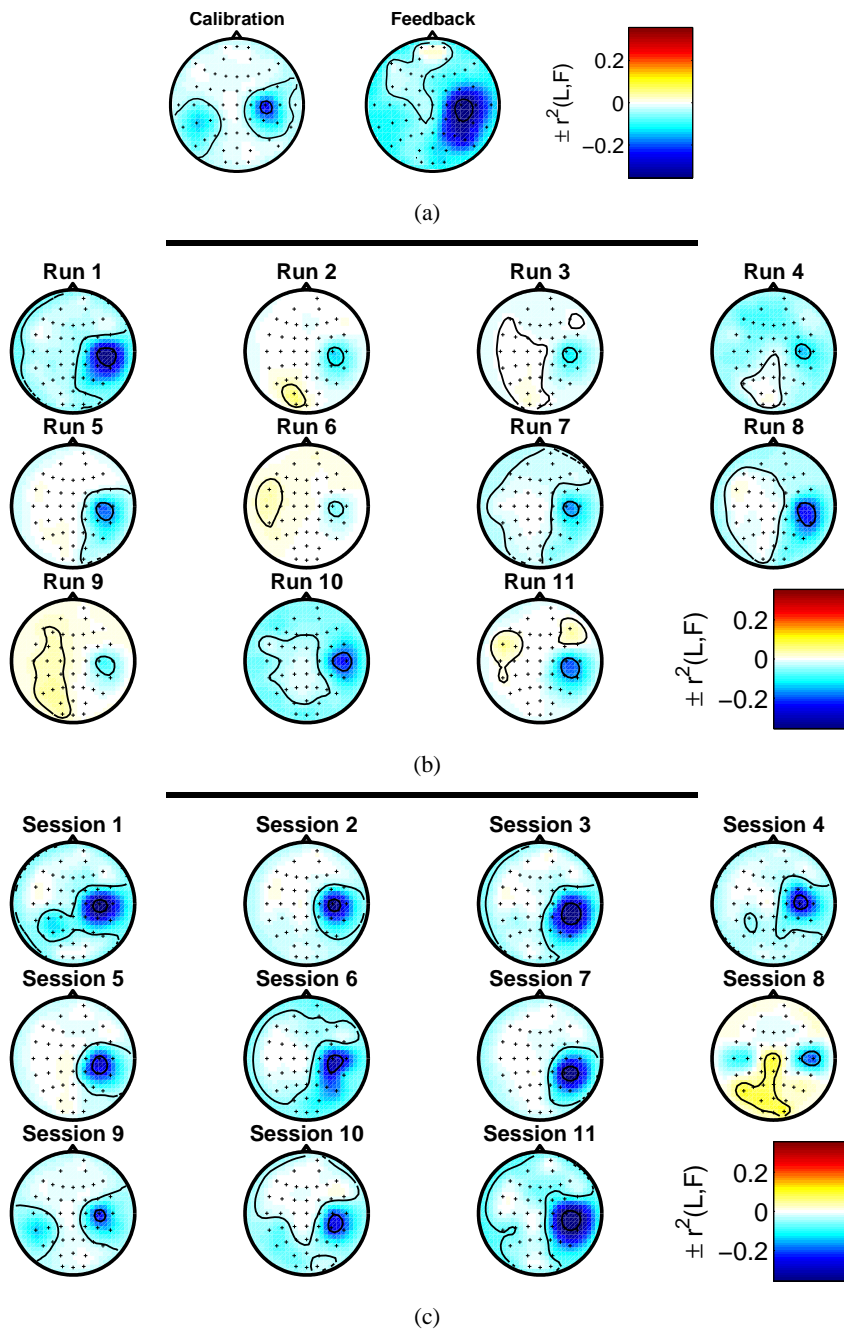 Calibration Feedback
0.2
0
−0.2
± r²(L,F)
(a)
Run 1 Run 2 Run 3 Run 4
Run 5 Run 6 Run 7 Run 8
Run 9 Run 10 Run 11
0.2
0
−0.2
± r²(L,F)
(b)
Session 1 Session 2 Session 3 Session 4
Session 5 Session 6 Session 7 Session 8
Session 9 Session 10 Session 11
0.2
0
−0.2
± r²(L,F)
(c)